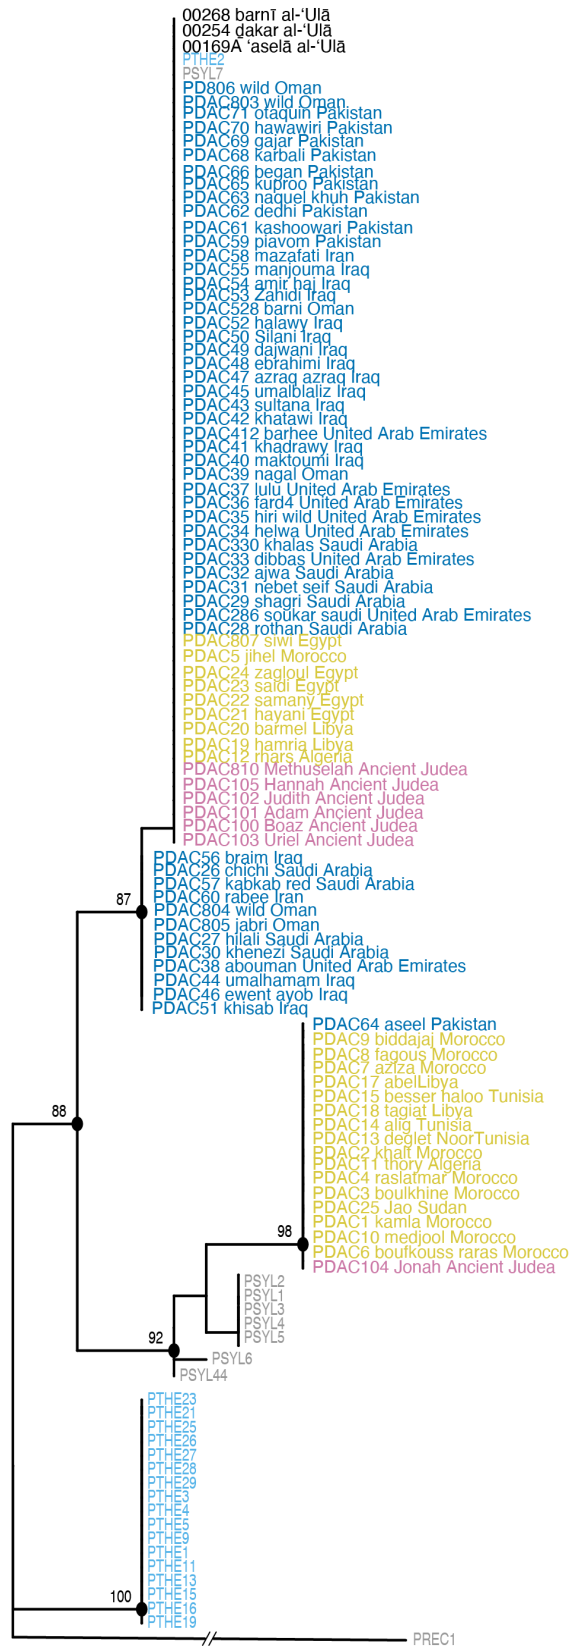 00268 barnī al-‘Ulā
00254 ḏakar al-‘Ulā
00169A ‘aselā al-‘Ulā
PTHE2
PSYL7
PD806 wild Oman
PDAC803 wild Oman
PDAC71 otaquin Pakistan
PDAC70 hawawiri Pakistan
PDAC69 gajar Pakistan
PDAC68 karbali Pakistan
PDAC66 began Pakistan
PDAC65 kuproo Pakistan
PDAC63 naquel khuh Pakistan
PDAC62 dedhi Pakistan
PDAC61 kashoowari Pakistan
PDAC59 piavom Pakistan
PDAC58 mazafati Iran
PDAC55 manjouma Iraq
PDAC54 amir haj Iraq
PDAC53 Zahidi Iraq
PDAC528 barni Oman
PDAC52 halawy Iraq
PDAC50 Silani Iraq
PDAC49 dajwani Iraq
PDAC48 ebrahimi Iraq
PDAC47 azraq azraq Iraq
PDAC45 umalblaliz Iraq
PDAC43 sultana Iraq
PDAC42 khatawi Iraq
PDAC412 barhee United Arab Emirates
PDAC41 khadrawy Iraq
PDAC40 maktoumi Iraq
PDAC39 nagal Oman
PDAC37 lulu United Arab Emirates
PDAC36 fard4 United Arab Emirates
PDAC35 hiri wild United Arab Emirates
PDAC34 helwa United Arab Emirates
PDAC330 khalas Saudi Arabia
PDAC33 dibbas United Arab Emirates
PDAC32 ajwa Saudi Arabia
PDAC31 nebet seif Saudi Arabia
PDAC29 shagri Saudi Arabia
PDAC286 soukar saudi United Arab Emirates
PDAC28 rothan Saudi Arabia
PDAC807 siwi Egypt
PDAC5 jihel Morocco
PDAC24 zagloul Egypt
PDAC23 saidi Egypt
PDAC22 samany Egypt
PDAC21 hayani Egypt
PDAC20 barmel Libya
PDAC19 hamria Libya
PDAC12 rhars Algeria
PDAC810 Methuselah Ancient Judea
PDAC105 Hannah Ancient Judea
PDAC102 Judith Ancient Judea
PDAC101 Adam Ancient Judea
PDAC100 Boaz Ancient Judea
PDAC103 Uriel Ancient Judea
PDAC56 braim Iraq
PDAC26 chichi Saudi Arabia
PDAC57 kabkab red Saudi Arabia
87
PDAC60 rabee Iran
PDAC804 wild Oman
PDAC805 jabri Oman
PDAC27 hilali Saudi Arabia
PDAC30 khenezi Saudi Arabia
PDAC38 abouman United Arab Emirates
PDAC44 umalhamam Iraq
PDAC46 ewent ayob Iraq
PDAC51 khisab Iraq
PDAC64 aseel Pakistan
PDAC9 biddajaj Morocco
PDAC8 fagous Morocco
PDAC7 aziza Morocco
PDAC17 abelLibya
PDAC15 besser haloo Tunisia
88
PDAC18 tagiat Libya
PDAC14 alig Tunisia
PDAC13 deglet NoorTunisia
PDAC2 khalt Morocco
PDAC11 thory Algeria
PDAC4 raslatmar Morocco
PDAC3 boulkhine Morocco
PDAC25 Jao Sudan
PDAC1 kamla Morocco
98
PDAC10 medjool Morocco
PDAC6 boufkouss raras Morocco
PDAC104 Jonah Ancient Judea
PSYL2
PSYL1
PSYL3
PSYL4
PSYL5
92
PSYL6
PSYL44
PTHE23
PTHE21
PTHE25
PTHE26
PTHE27
PTHE28
PTHE29
PTHE3
PTHE4
PTHE5
PTHE9
PTHE1
PTHE11
PTHE13
PTHE15
100
PTHE16
PTHE19
PREC1